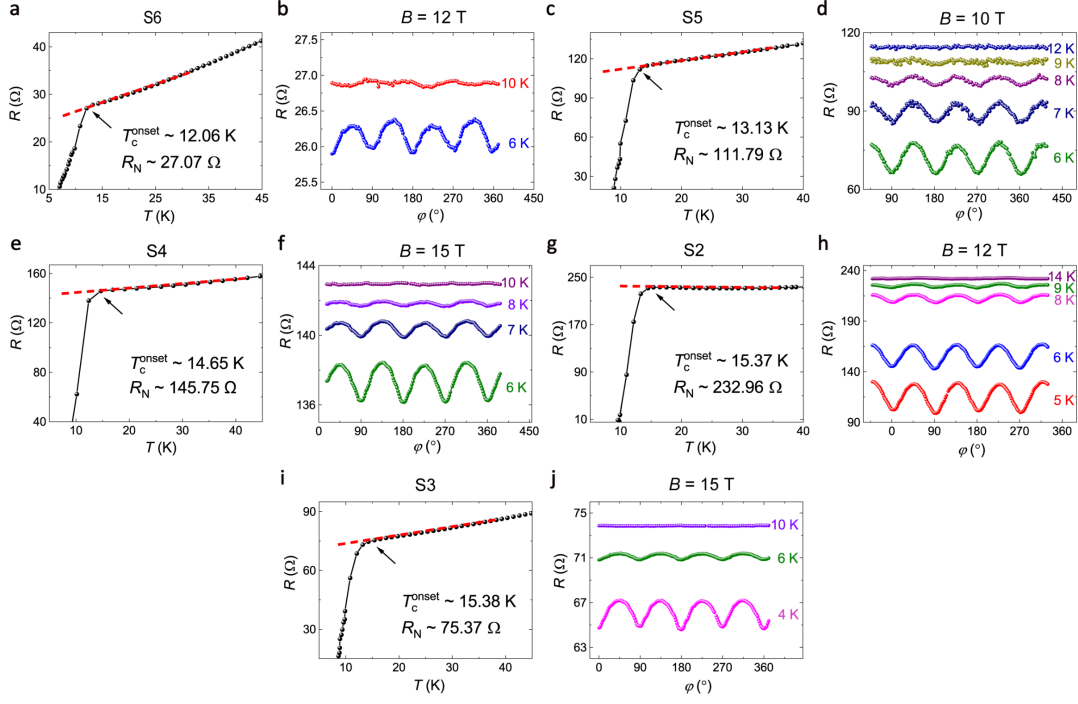 a
S6
R (Ω)
40
30
20
10
5
10
15
20
25
30
35
40
45
T (K)
T_c^onset ~ 12.06 K
R_N ~ 27.07 Ω
b
B = 12 T
R (Ω)
27.5
27.0
26.5
26.0
25.5
0
90
180
270
360
450
φ (°)
10 K
6 K
c
S5
R (Ω)
120
90
60
30
10
20
30
40
T (K)
T_c^onset ~ 13.13 K
R_N ~ 111.79 Ω
d
B = 10 T
R (Ω)
120
90
60
90
180
270
360
450
φ (°)
12 K
9 K
8 K
7 K
6 K
e
S4
R (Ω)
160
120
80
40
10
20
30
40
T (K)
T_c^onset ~ 14.65 K
R_N ~ 145.75 Ω
f
B = 15 T
R (Ω)
144
140
136
0
90
180
270
360
450
φ (°)
10 K
8 K
7 K
6 K
g
S2
R (Ω)
250
170
90
10
10
20
30
40
T (K)
T_c^onset ~ 15.37 K
R_N ~ 232.96 Ω
h
B = 12 T
R (Ω)
240
190
140
90
0
90
180
270
360
φ (°)
14 K
9 K
8 K
6 K
5 K
i
S3
R (Ω)
90
60
30
10
20
30
40
T (K)
T_c^onset ~ 15.38 K
R_N ~ 75.37 Ω
j
B = 15 T
R (Ω)
75
71
67
63
0
90
180
270
360
φ (°)
10 K
6 K
4 K